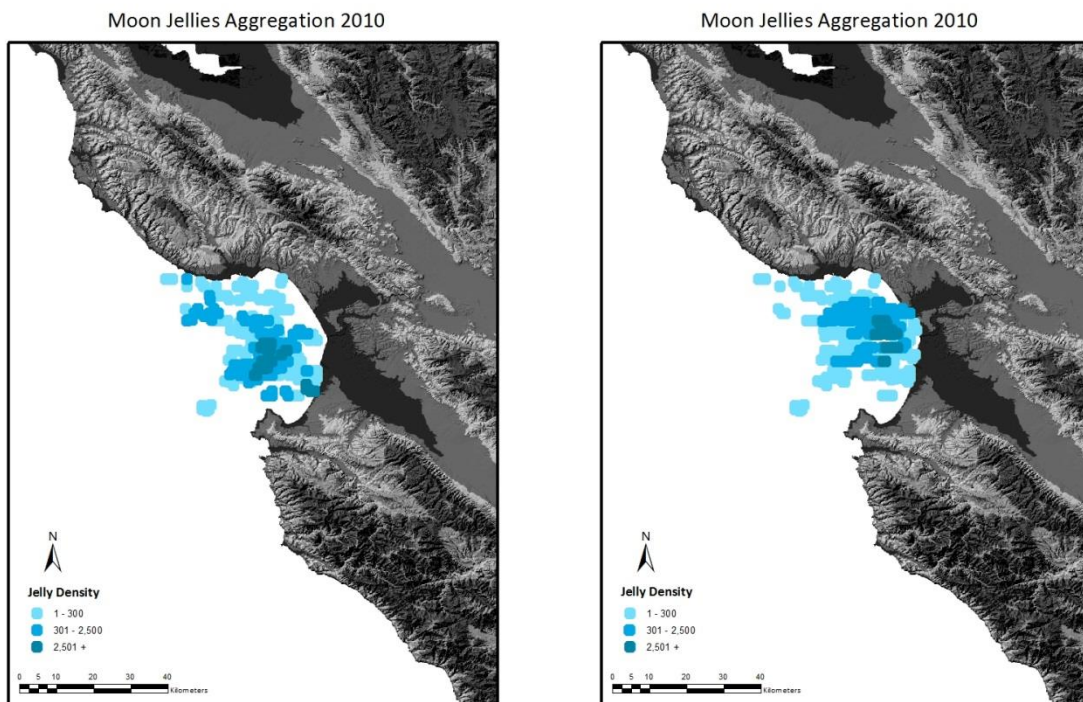 Moon Jellies Aggregation 2010
N
Jelly Density
1 - 300
301 - 2,500
2,501 +
0 5 10 20 30 40
Kilometers
Moon Jellies Aggregation 2010
N
Jelly Density
1 - 300
301 - 2,500
2,501 +
0 5 10 20 30 40
Kilometers